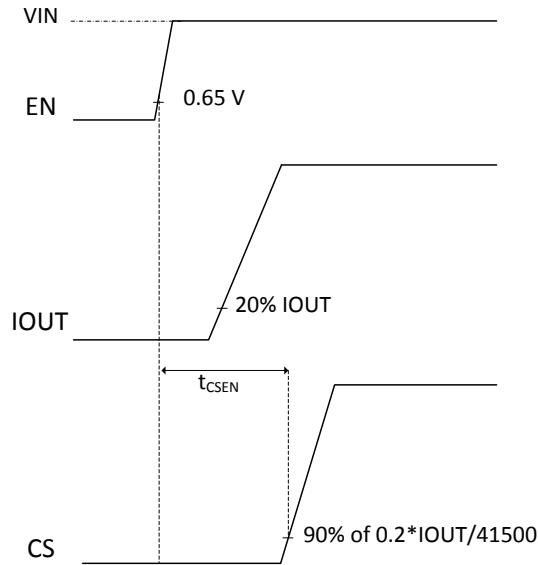 VIN
0.65 V
EN
20% IOUT
IOUT
tCSEN
90% of 0.2*IOUT/41500
CS